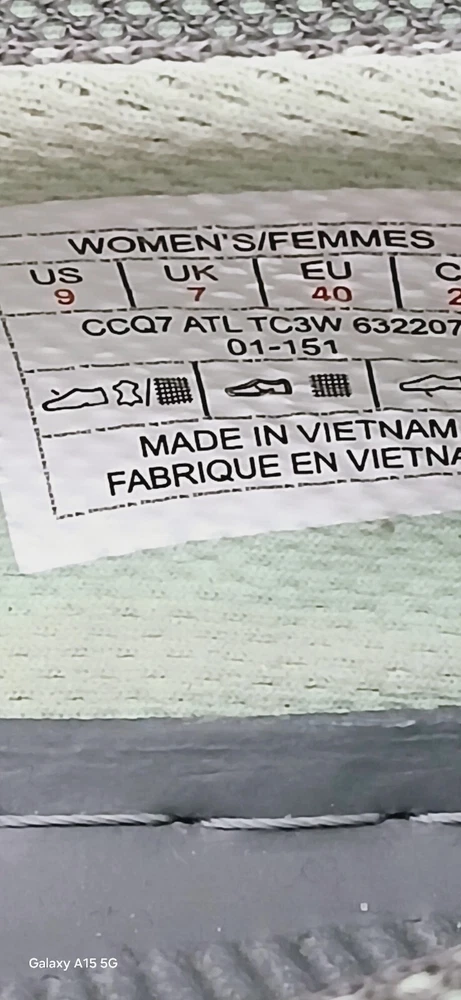 WOMEN'S/FEMMES
US UK EU
9 7 40
CCQ7 ATL TC3W 632207
01-151
MADE IN VIETNAM
FABRIQUE EN VIETNA
Galaxy A15 5G